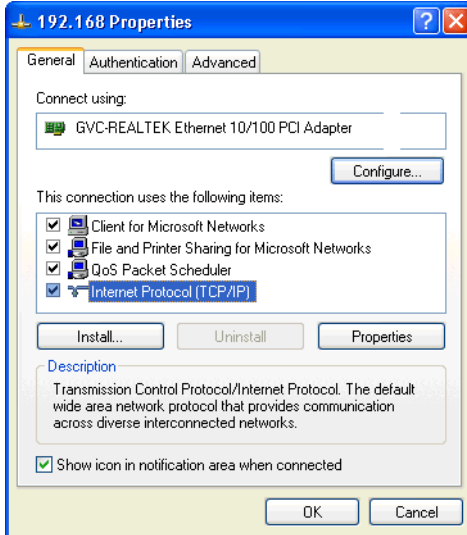 192.168 Properties
General Authentication Advanced
Connect using:
GVC-REALTEK Ethernet 10/100 PCI Adapter
Configure...
This connection uses the following items:
Client for Microsoft Networks
File and Printer Sharing for Microsoft Networks
QoS Packet Scheduler
Internet Protocol (TCP/IP)
Install... Uninstall Properties
Description
Transmission Control Protocol/Internet Protocol. The default
wide area network protocol that provides communication
across diverse interconnected networks.
Show icon in notification area when connected
OK Cancel